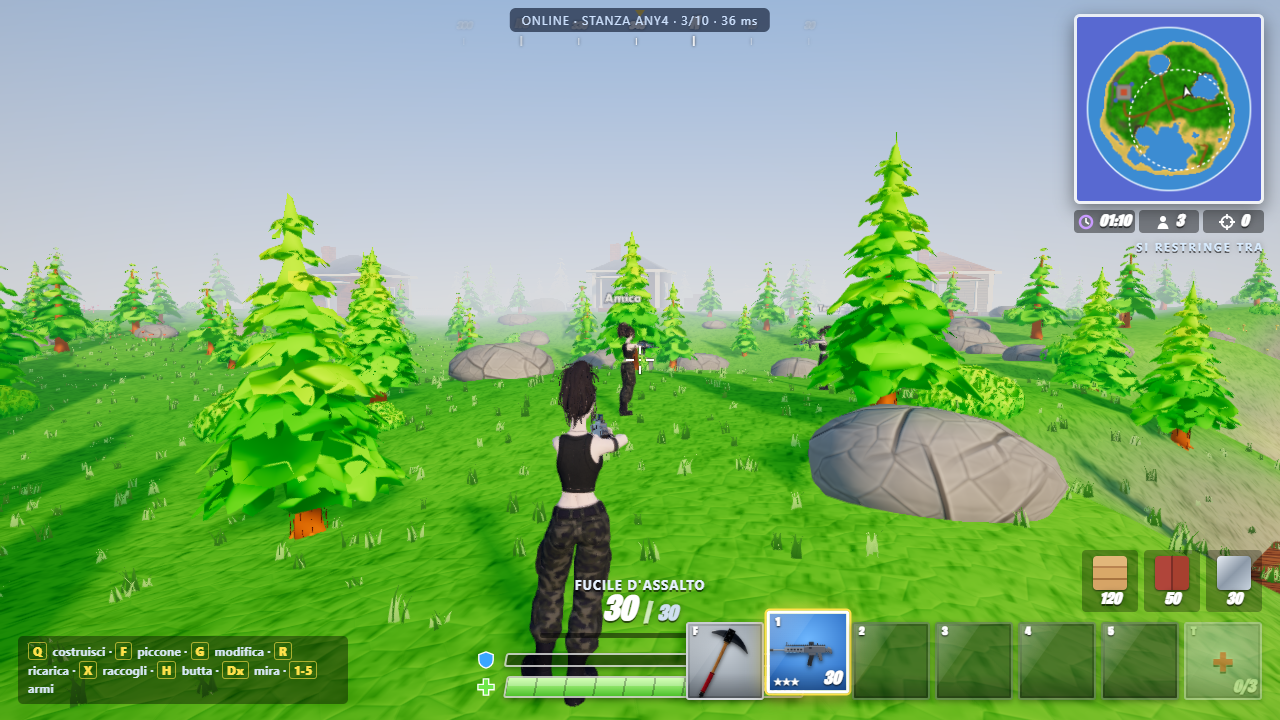 ONLINE · STANZA ANY4 · 3/10 · 36 ms
01:10
3
0
SI RESTRINGE TRA
Amico
120
50
30
FUCILE D'ASSALTO
30 / 30
Q costruisci · F piccone · G modifica · R
ricarica · X raccogli · H butta · Dx mira · 1-5
armi
F
1
30
2
3
4
5
T
0/3